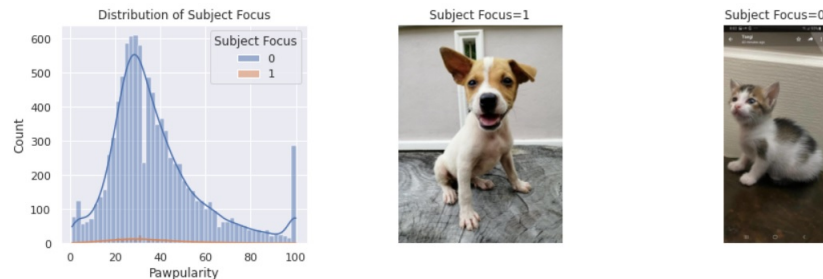 Distribution of Subject Focus
Subject Focus
0
1
Count
600
500
400
300
200
100
0
0 20 40 60 80 100
Pawpularity
Subject Focus=1
Subject Focus=0